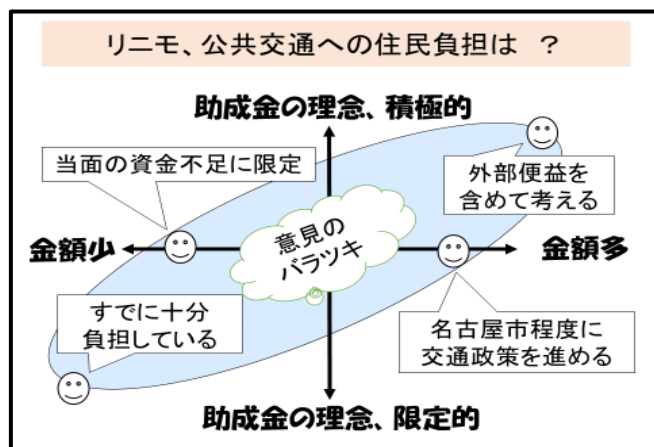 リニモ、公共交通への住民負担は ?
助成金の理念、積極的
当面の資金不足に限定
外部便益を
含めて考える
意見の
バラツキ
金額少
金額多
すでに十分
負担している
名古屋市程度に
交通政策を進める
助成金の理念、限定的